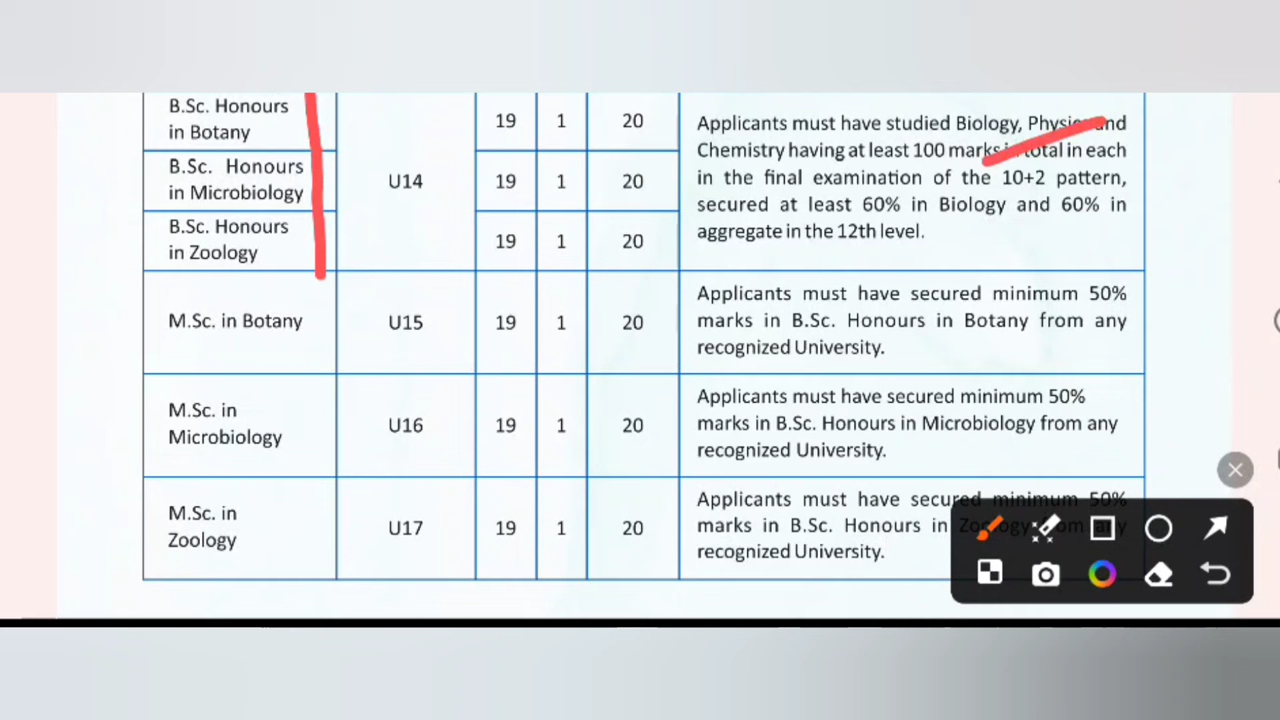 B.Sc. Honours
in Botany
19
1
20
B.Sc. Honours
in Microbiology
U14
19
1
20
B.Sc. Honours
in Zoology
19
1
20
Applicants must have studied Biology, Physics and
Chemistry having at least 100 marks in total in each
in the final examination of the 10+2 pattern,
secured at least 60% in Biology and 60% in
aggregate in the 12th level.
M.Sc. in Botany
U15
19
1
20
Applicants must have secured minimum 50%
marks in B.Sc. Honours in Botany from any
recognized University.
M.Sc. in
Microbiology
U16
19
1
20
Applicants must have secured minimum 50%
marks in B.Sc. Honours in Microbiology from any
recognized University.
M.Sc. in
Zoology
U17
19
1
20
Applicants must have secured minimum 50%
marks in B.Sc. Honours in Zoology from any
recognized University.